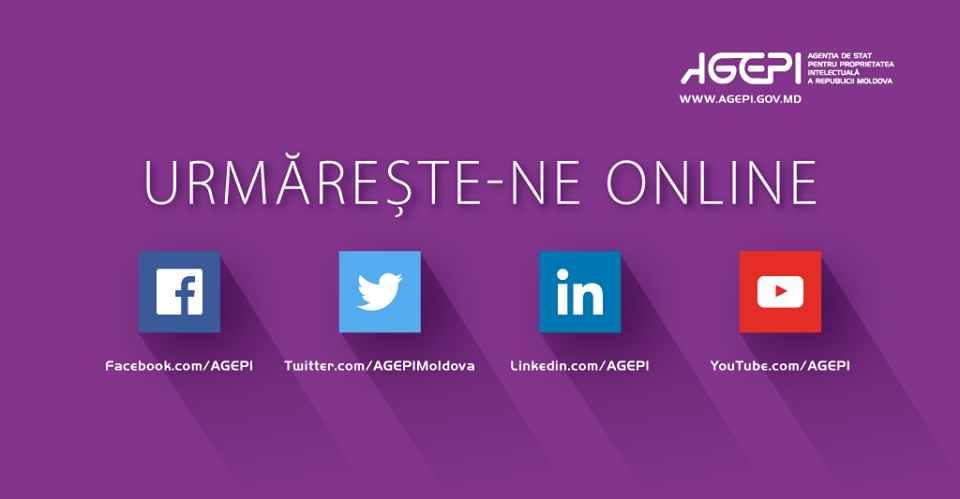 AGEPI
AGENȚIA DE STAT
PENTRU PROPRIETATEA
INTELECTUALĂ
A REPUBLICII MOLDOVA
WWW.AGEPI.GOV.MD
URMĂREȘTE-NE ONLINE
f
in
Facebook.com/AGEPI
Twitter.com/AGEPIMoldova
Linkedin.com/AGEPI
YouTube.com/AGEPI